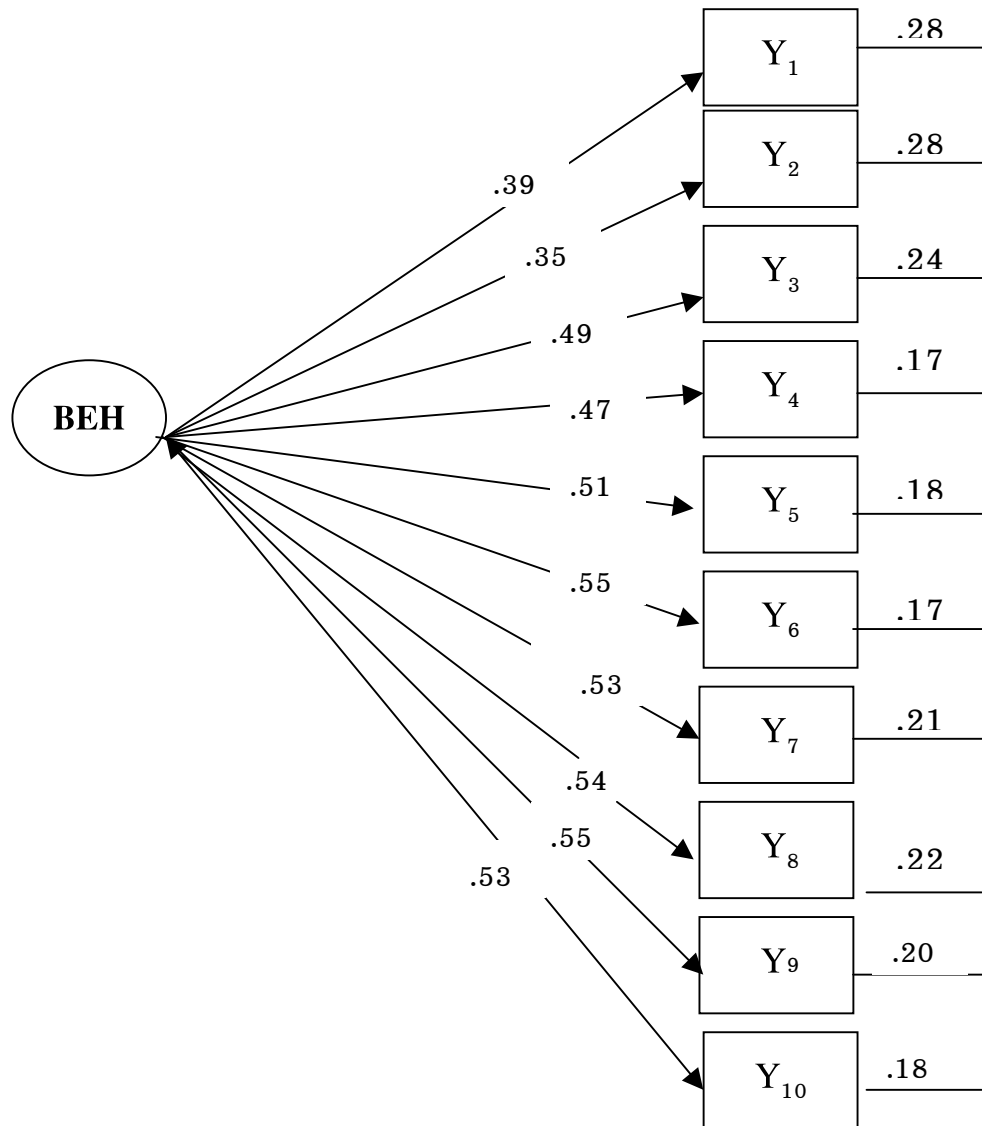 .28
Y1
.28
Y2
.39
.35
.24
Y3
.49
.17
BEH
.47
Y4
.51
.18
Y5
.55
.17
Y6
.53
.21
Y7
.54
.22
Y8
.55
.53
.20
Y9
.18
Y10